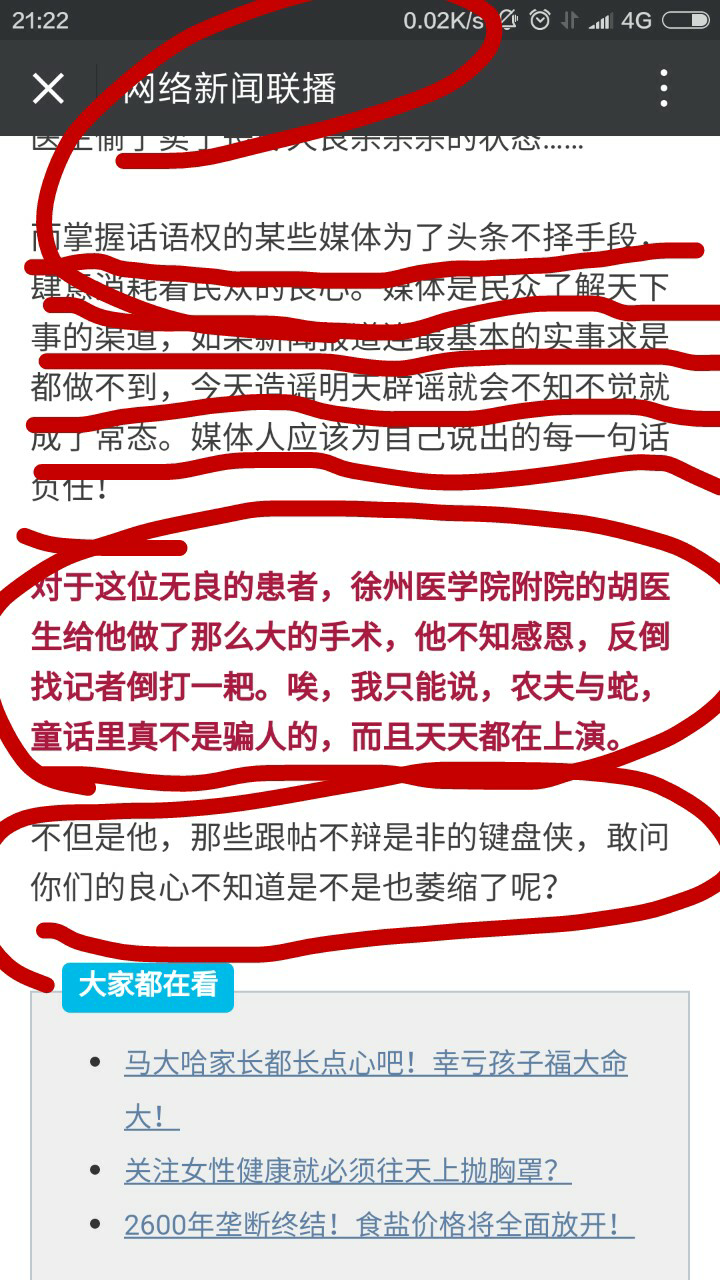 21:22 0.02K/s 4G
网络新闻联播
的状态……
而掌握话语权的某些媒体为了头条不择手段，
肆意消耗着民众的良心。媒体是民众了解天下
事的渠道，如果新闻报道连最基本的实事求是
都做不到，今天造谣明天辟谣就会不知不觉就
成了常态。媒体人应该为自己说出的每一句话
负任！
对于这位无良的患者，徐州医学院附院的胡医
生给他做了那么大的手术，他不知感恩，反倒
找记者倒打一耙。唉，我只能说，农夫与蛇，
童话里真不是骗人的，而且天天都在上演。
不但是他，那些跟帖不辩是非的键盘侠，敢问
你们的良心不知道是不是也萎缩了呢？
大家都在看
马大哈家长都长点心吧！幸亏孩子福大命
大！
关注女性健康就必须往天上抛胸罩？
2600年垄断终结！食盐价格将全面放开！